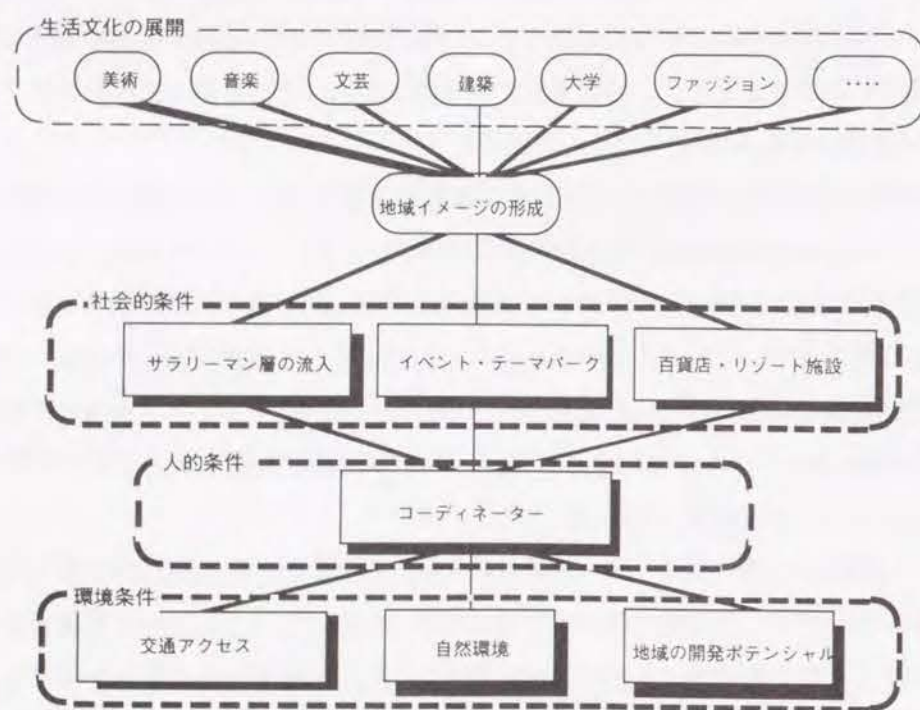 生活文化の展開
美術
音楽
文芸
建築
大学
ファッション
‥‥
地域イメージの形成
社会的条件
サラリーマン層の流入
イベント・テーマパーク
百貨店・リゾート施設
人的条件
コーディネーター
環境条件
交通アクセス
自然環境
地域の開発ポテンシャル